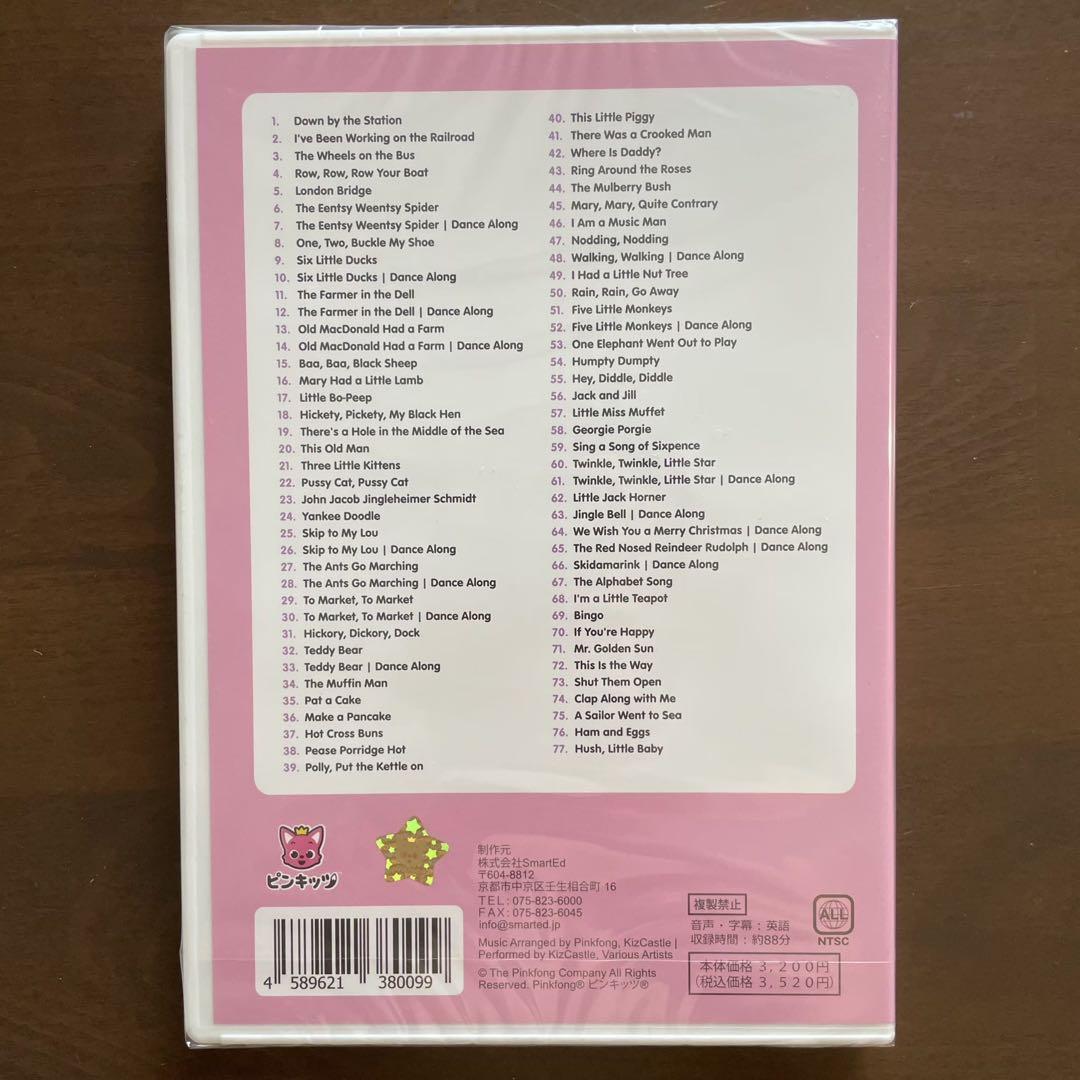 1. Down by the Station
2. I've Been Working on the Railroad
3. The Wheels on the Bus
4. Row, Row, Row Your Boat
5. London Bridge
6. The Eentsy Weentsy Spider
7. The Eentsy Weentsy Spider | Dance Along
8. One, Two, Buckle My Shoe
9. Six Little Ducks
10. Six Little Ducks | Dance Along
11. The Farmer in the Dell
12. The Farmer in the Dell | Dance Along
13. Old MacDonald Had a Farm
14. Old MacDonald Had a Farm | Dance Along
15. Baa, Baa, Black Sheep
16. Mary Had a Little Lamb
17. Little Bo-Peep
18. Hickety, Pickety, My Black Hen
19. There's a Hole in the Middle of the Sea
20. This Old Man
21. Three Little Kittens
22. Pussy Cat, Pussy Cat
23. John Jacob Jingleheimer Schmidt
24. Yankee Doodle
25. Skip to My Lou
26. Skip to My Lou | Dance Along
27. The Ants Go Marching
28. The Ants Go Marching | Dance Along
29. To Market, To Market
30. To Market, To Market | Dance Along
31. Hickory, Dickory, Dock
32. Teddy Bear
33. Teddy Bear | Dance Along
34. The Muffin Man
35. Pat a Cake
36. Make a Pancake
37. Hot Cross Buns
38. Pease Porridge Hot
39. Polly, Put the Kettle on
40. This Little Piggy
41. There Was a Crooked Man
42. Where Is Daddy?
43. Ring Around the Roses
44. The Mulberry Bush
45. Mary, Mary, Quite Contrary
46. I Am a Music Man
47. Nodding, Nodding
48. Walking, Walking | Dance Along
49. I Had a Little Nut Tree
50. Rain, Rain, Go Away
51. Five Little Monkeys
52. Five Little Monkeys | Dance Along
53. One Elephant Went Out to Play
54. Humpty Dumpty
55. Hey, Diddle, Diddle
56. Jack and Jill
57. Little Miss Muffet
58. Georgie Porgie
59. Sing a Song of Sixpence
60. Twinkle, Twinkle, Little Star
61. Twinkle, Twinkle, Little Star | Dance Along
62. Little Jack Horner
63. Jingle Bell | Dance Along
64. We Wish You a Merry Christmas | Dance Along
65. The Red Nosed Reindeer Rudolph | Dance Along
66. Skidamarink | Dance Along
67. The Alphabet Song
68. I'm a Little Teapot
69. Bingo
70. If You're Happy
71. Mr. Golden Sun
72. This Is the Way
73. Shut Them Open
74. Clap Along with Me
75. A Sailor Went to Sea
76. Ham and Eggs
77. Hush, Little Baby
ピンキッツ
4 589621 380099
制作元
株式会社SmartEd
〒604-8812
京都市中京区壬生相合町 16
TEL: 075-823-6000
FAX: 075-823-6045
info@smarted.jp
Music Arranged by Pinkfong, KizCastle |
Performed by KizCastle, Various Artists
© The Pinkfong Company All Rights
Reserved. Pinkfong® ピンキッツ®
複製禁止
音声・字幕：英語
収録時間：約88分
ALL
NTSC
本体価格 3,200円
(税込価格 3,520円)